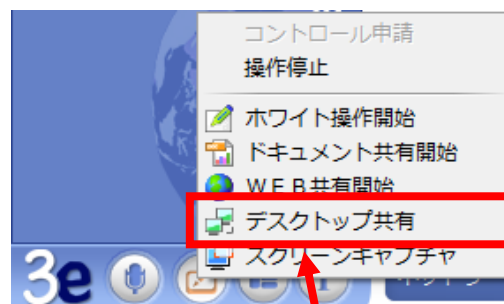 コントロール申請
操作停止
ホワイト操作開始
ドキュメント共有開始
ＷＥＢ共有開始
デスクトップ共有
スクリーンキャプチャ
3e